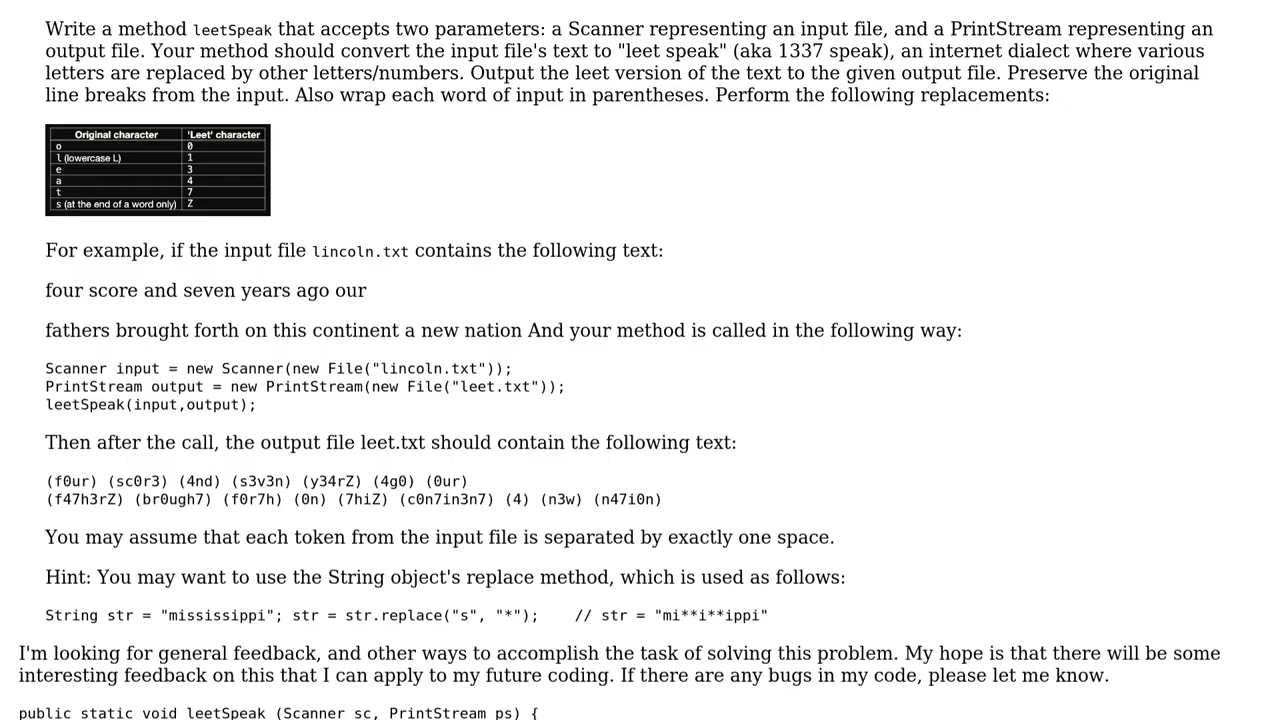 Write a method leetSpeak that accepts two parameters: a Scanner representing an input file, and a PrintStream representing an
output file. Your method should convert the input file's text to "leet speak" (aka 1337 speak), an internet dialect where various
letters are replaced by other letters/numbers. Output the leet version of the text to the given output file. Preserve the original
line breaks from the input. Also wrap each word of input in parentheses. Perform the following replacements:
Original character 'Leet' character
o 0
l (lowercase L) 1
e 3
a 4
t 7
s (at the end of a word only) Z
For example, if the input file lincoln.txt contains the following text:
four score and seven years ago our
fathers brought forth on this continent a new nation And your method is called in the following way:
Scanner input = new Scanner(new File("lincoln.txt"));
PrintStream output = new PrintStream(new File("leet.txt"));
leetSpeak(input,output);
Then after the call, the output file leet.txt should contain the following text:
(f0ur) (sc0r3) (4nd) (s3v3n) (y34rZ) (4g0) (0ur)
(f47h3rZ) (br0ugh7) (f0r7h) (0n) (7hiZ) (c0n7in3n7) (4) (n3w) (n47i0n)
You may assume that each token from the input file is separated by exactly one space.
Hint: You may want to use the String object's replace method, which is used as follows:
String str = "mississippi"; str = str.replace("s", "*");    // str = "mi**i**ippi"
I'm looking for general feedback, and other ways to accomplish the task of solving this problem. My hope is that there will be some
interesting feedback on this that I can apply to my future coding. If there are any bugs in my code, please let me know.
public static void leetSpeak (Scanner sc, PrintStream ps) {